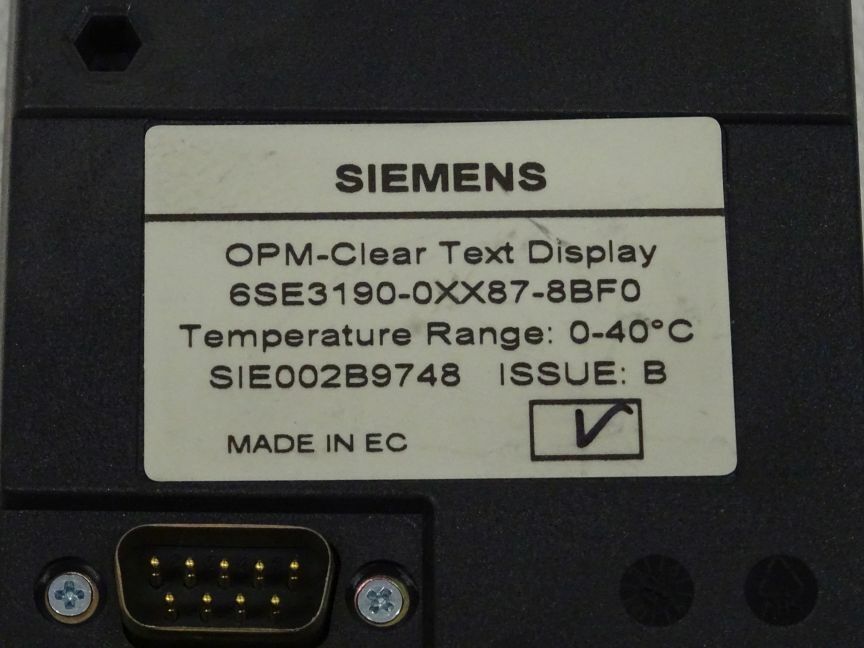 SIEMENS
OPM-Clear Text Display
6SE3190-0XX87-8BF0
Temperature Range: 0-40°C
SIE002B9748 ISSUE: B
MADE IN EC